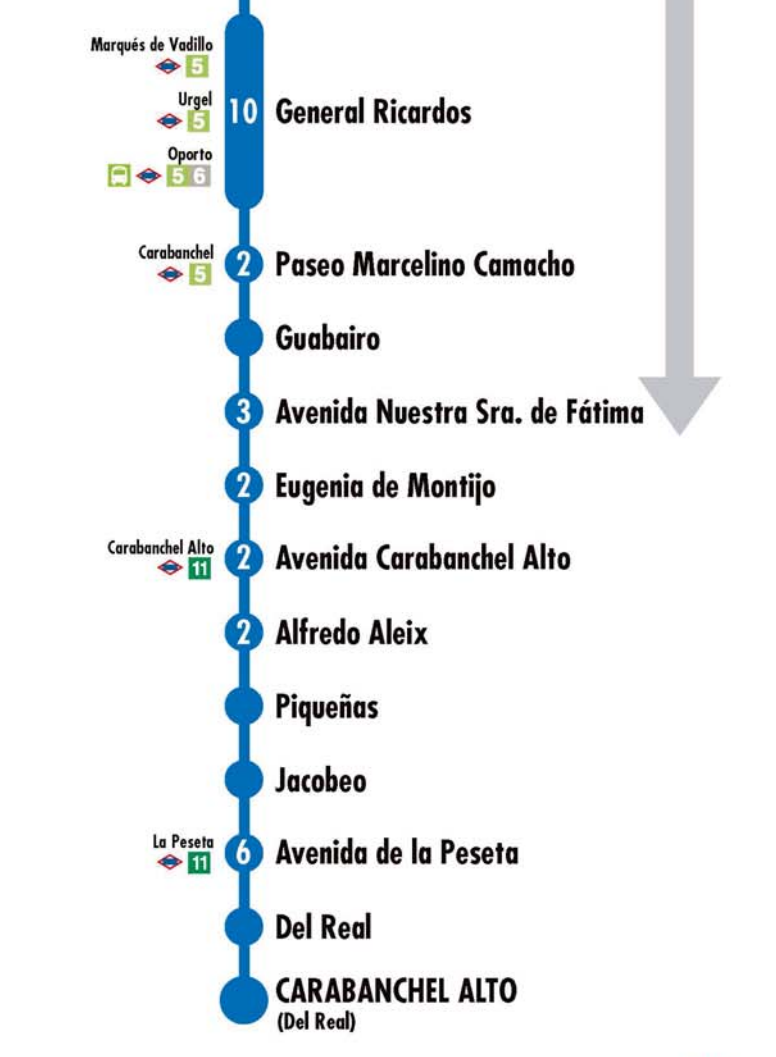 Marqués de Vadillo
5
Urgel
5
10 General Ricardos
Oporto
5 6
Carabanchel
5
2 Paseo Marcelino Camacho
Guabairo
3 Avenida Nuestra Sra. de Fátima
2 Eugenia de Montijo
Carabanchel Alto
11
2 Avenida Carabanchel Alto
2 Alfredo Aleix
Piqueñas
Jacobeo
La Peseta
11
6 Avenida de la Peseta
Del Real
CARABANCHEL ALTO
(Del Real)